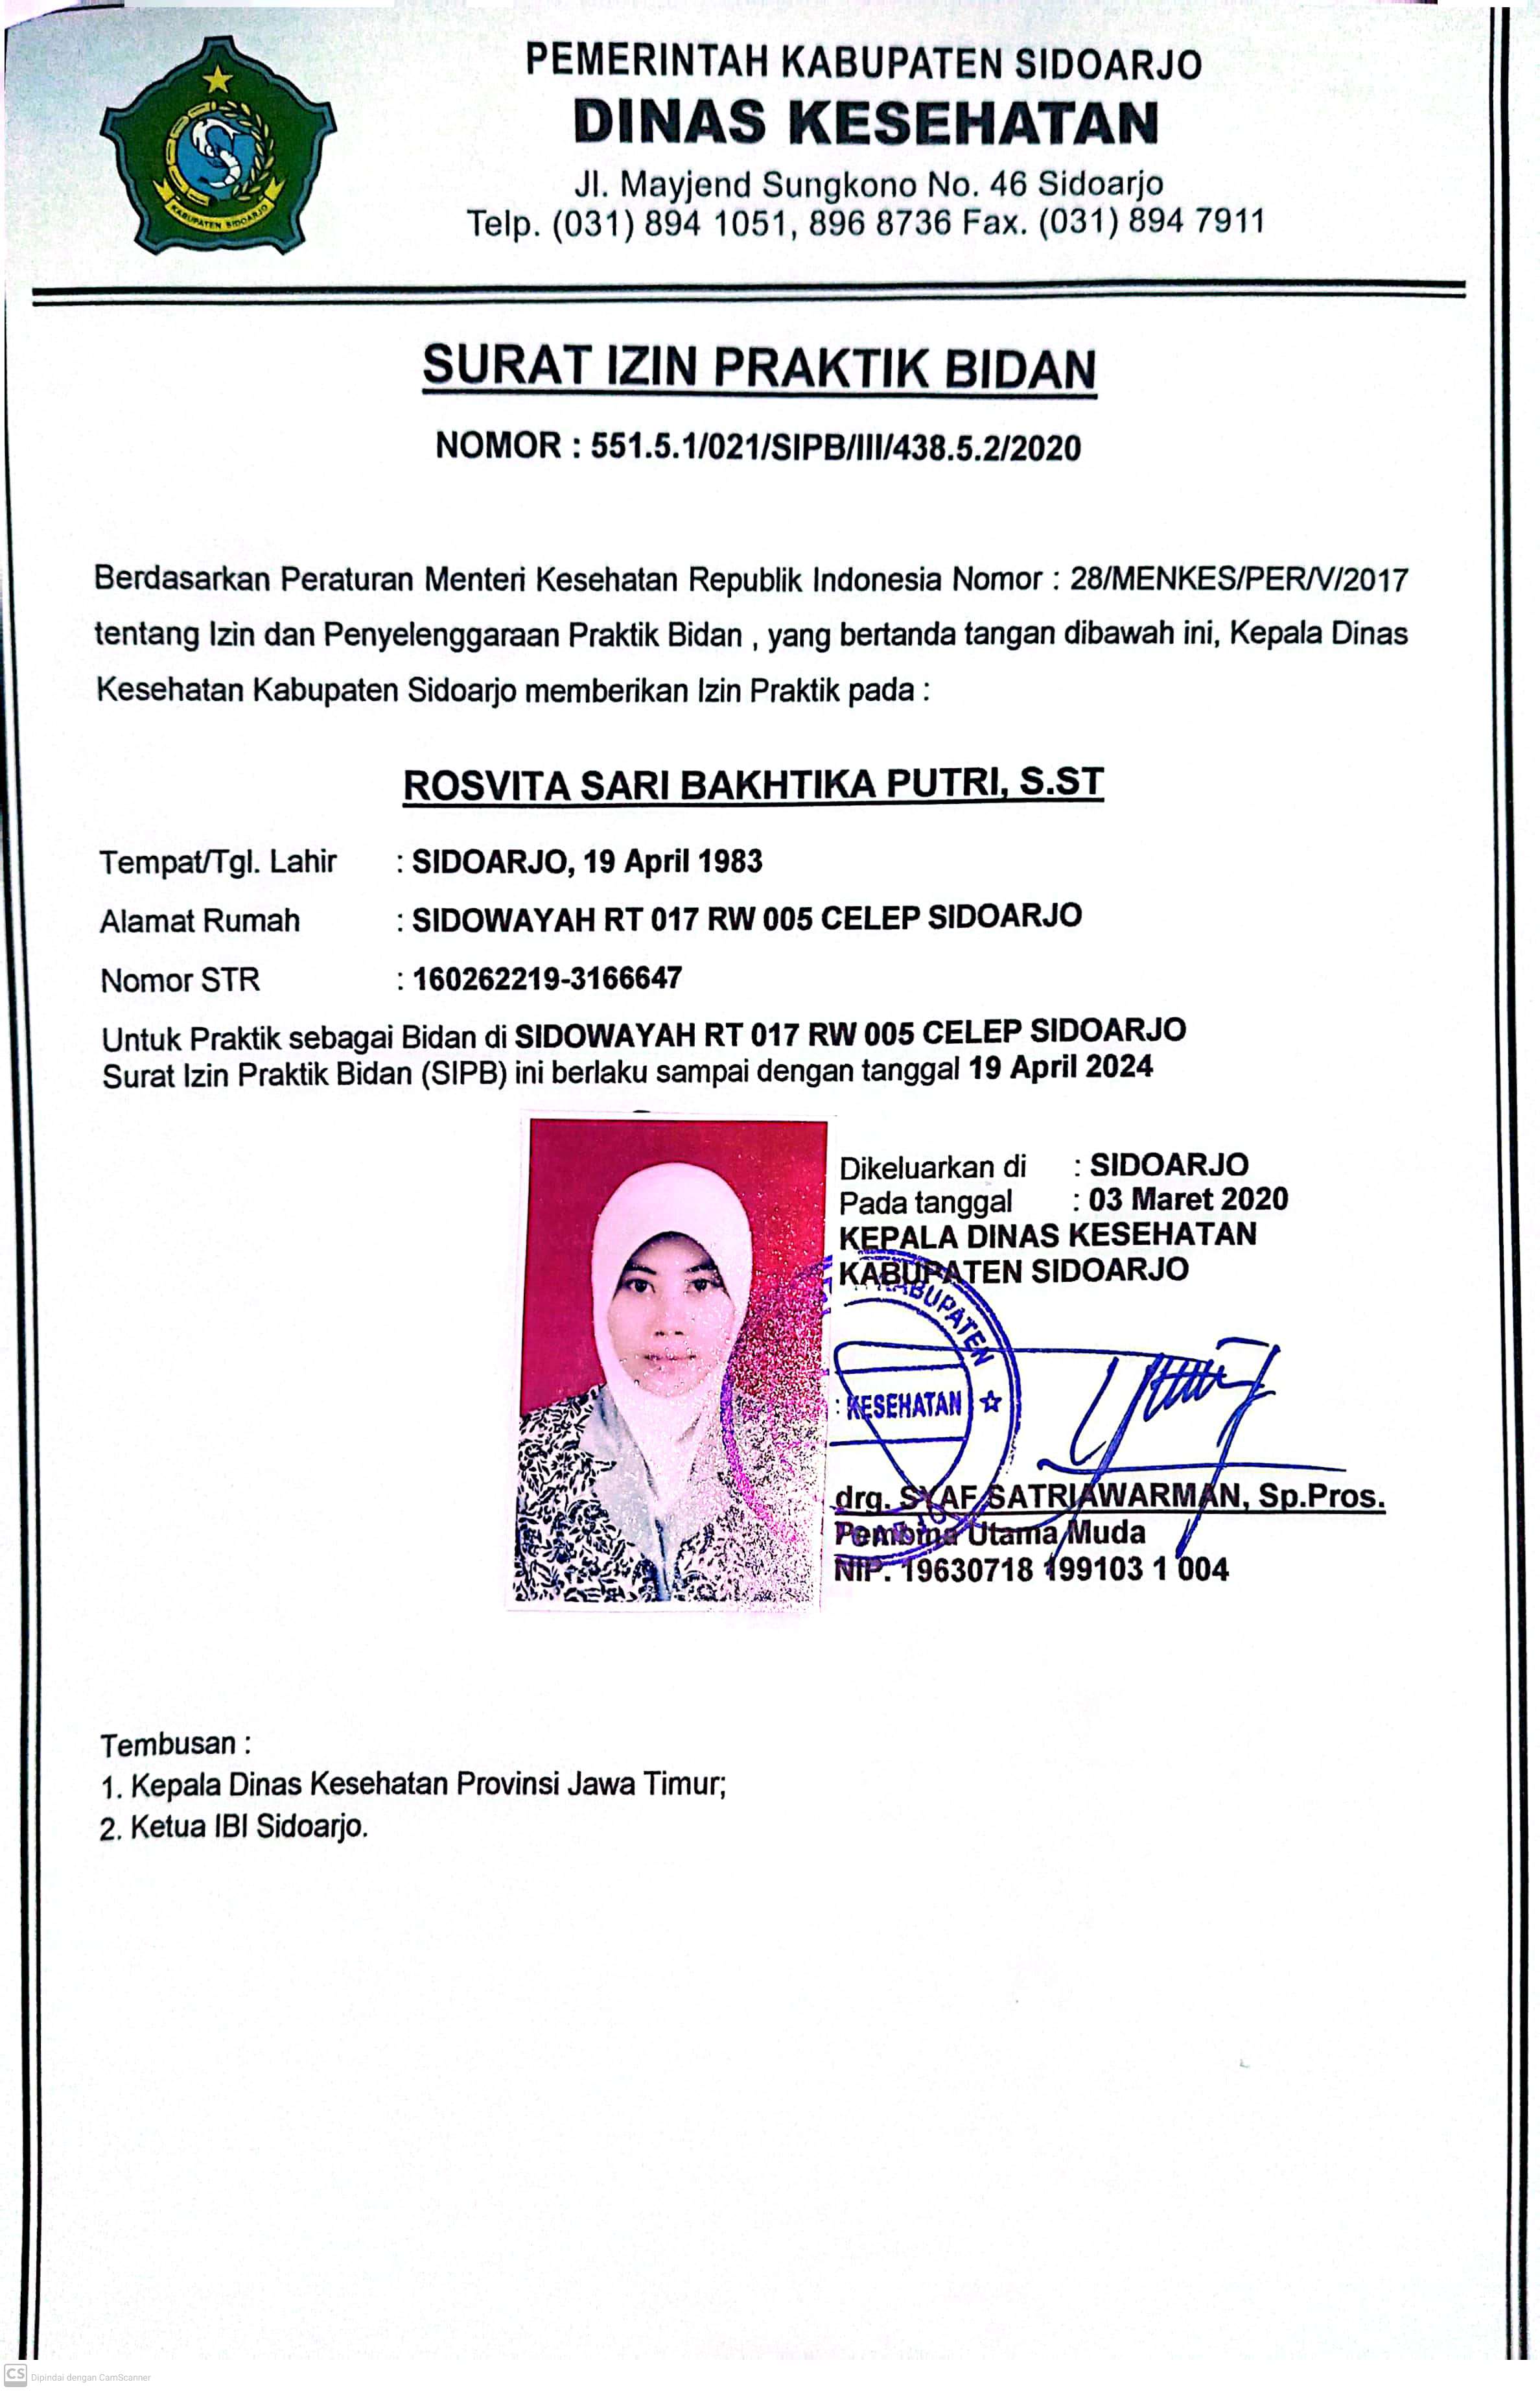 PEMERINTAH KABUPATEN SIDOARJO
DINAS KESEHATAN
Jl. Mayjend Sungkono No. 46 Sidoarjo
Telp. (031) 894 1051, 896 8736 Fax. (031) 894 7911
KABUPATEN SIDOARJO
SURAT IZIN PRAKTIK BIDAN
NOMOR : 551.5.1/021/SIPB/III/438.5.2/2020
Berdasarkan Peraturan Menteri Kesehatan Republik Indonesia Nomor : 28/MENKES/PER/V/2017
tentang Izin dan Penyelenggaraan Praktik Bidan , yang bertanda tangan dibawah ini, Kepala Dinas
Kesehatan Kabupaten Sidoarjo memberikan Izin Praktik pada :
ROSVITA SARI BAKHTIKA PUTRI, S.ST
Tempat/Tgl. Lahir : SIDOARJO, 19 April 1983
Alamat Rumah : SIDOWAYAH RT 017 RW 005 CELEP SIDOARJO
Nomor STR : 160262219-3166647
Untuk Praktik sebagai Bidan di SIDOWAYAH RT 017 RW 005 CELEP SIDOARJO
Surat Izin Praktik Bidan (SIPB) ini berlaku sampai dengan tanggal 19 April 2024
Dikeluarkan di : SIDOARJO
Pada tanggal : 03 Maret 2020
KEPALA DINAS KESEHATAN
KABUPATEN SIDOARJO
KABUPATEN
KESEHATAN
drg. SYAF SATRIAWARMAN, Sp.Pros.
Pembina Utama Muda
NIP. 19630718 199103 1 004
Tembusan :
1. Kepala Dinas Kesehatan Provinsi Jawa Timur;
2. Ketua IBI Sidoarjo.
CS Dipindai dengan CamScanner